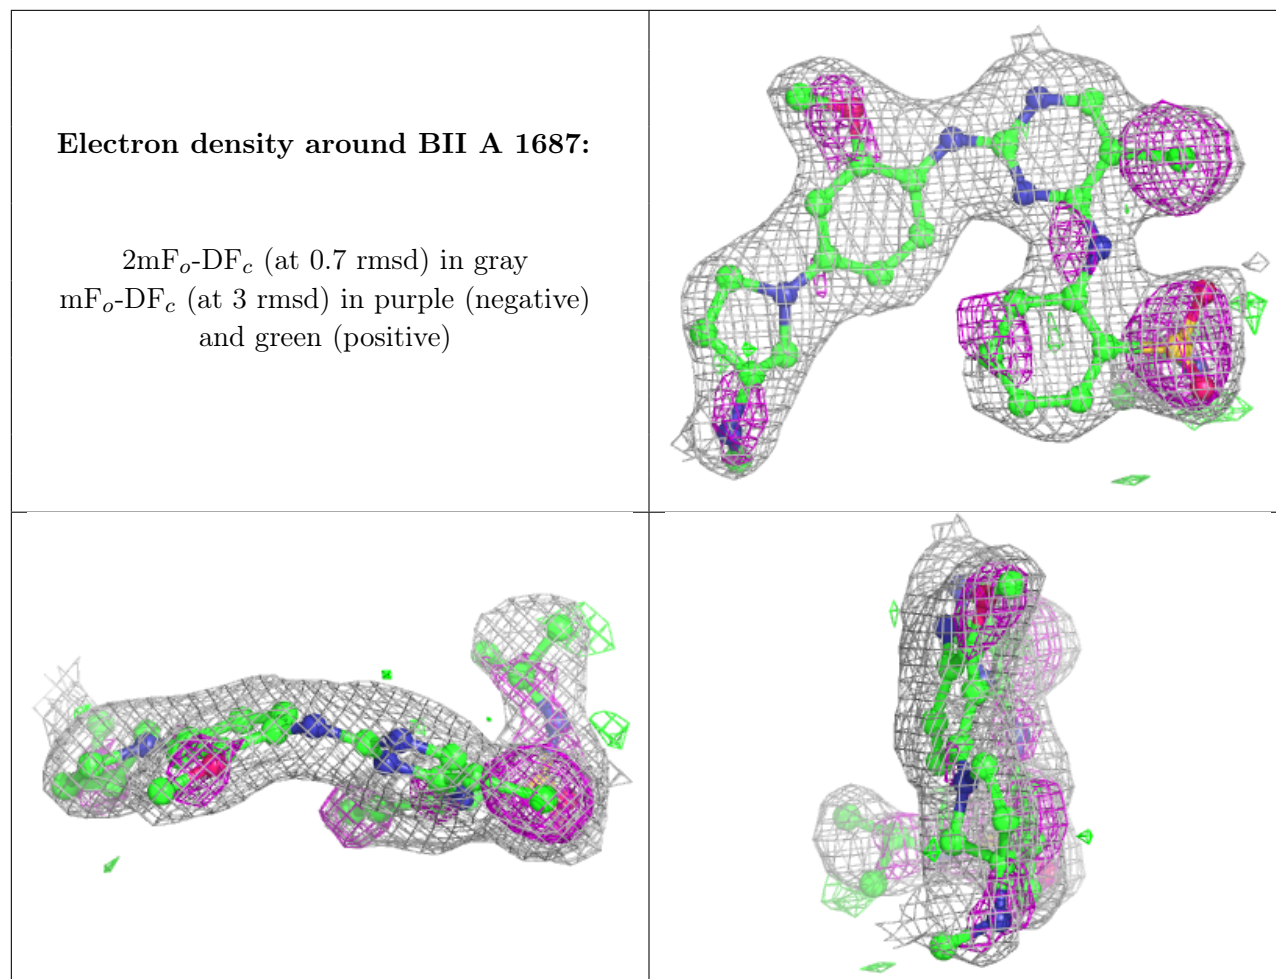 Electron density around BII A 1687:
2mFo-DFc (at 0.7 rmsd) in gray
mFo-DFc (at 3 rmsd) in purple (negative)
and green (positive)